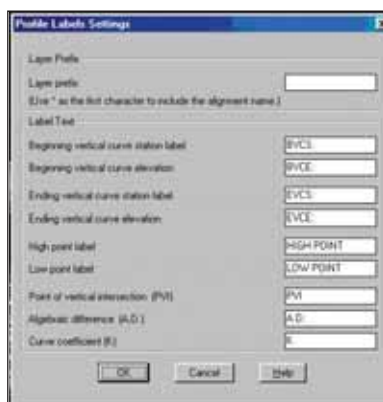 Profile Labels Settings
Layer Prefix
Layer prefix
(Use * as the first character to include the alignment name.)
Label Text
Beginning vertical curve station label BVCS:
Beginning vertical curve elevation BVCE:
Ending vertical curve station label EVCS:
Ending vertical curve elevation EVCE:
High point label HIGH POINT
Low point label LOW POINT
Point of vertical intersection (PVI) PVI
Algebraic difference (A.D.) A.D.
Curve coefficient (K) K
OK Cancel Help